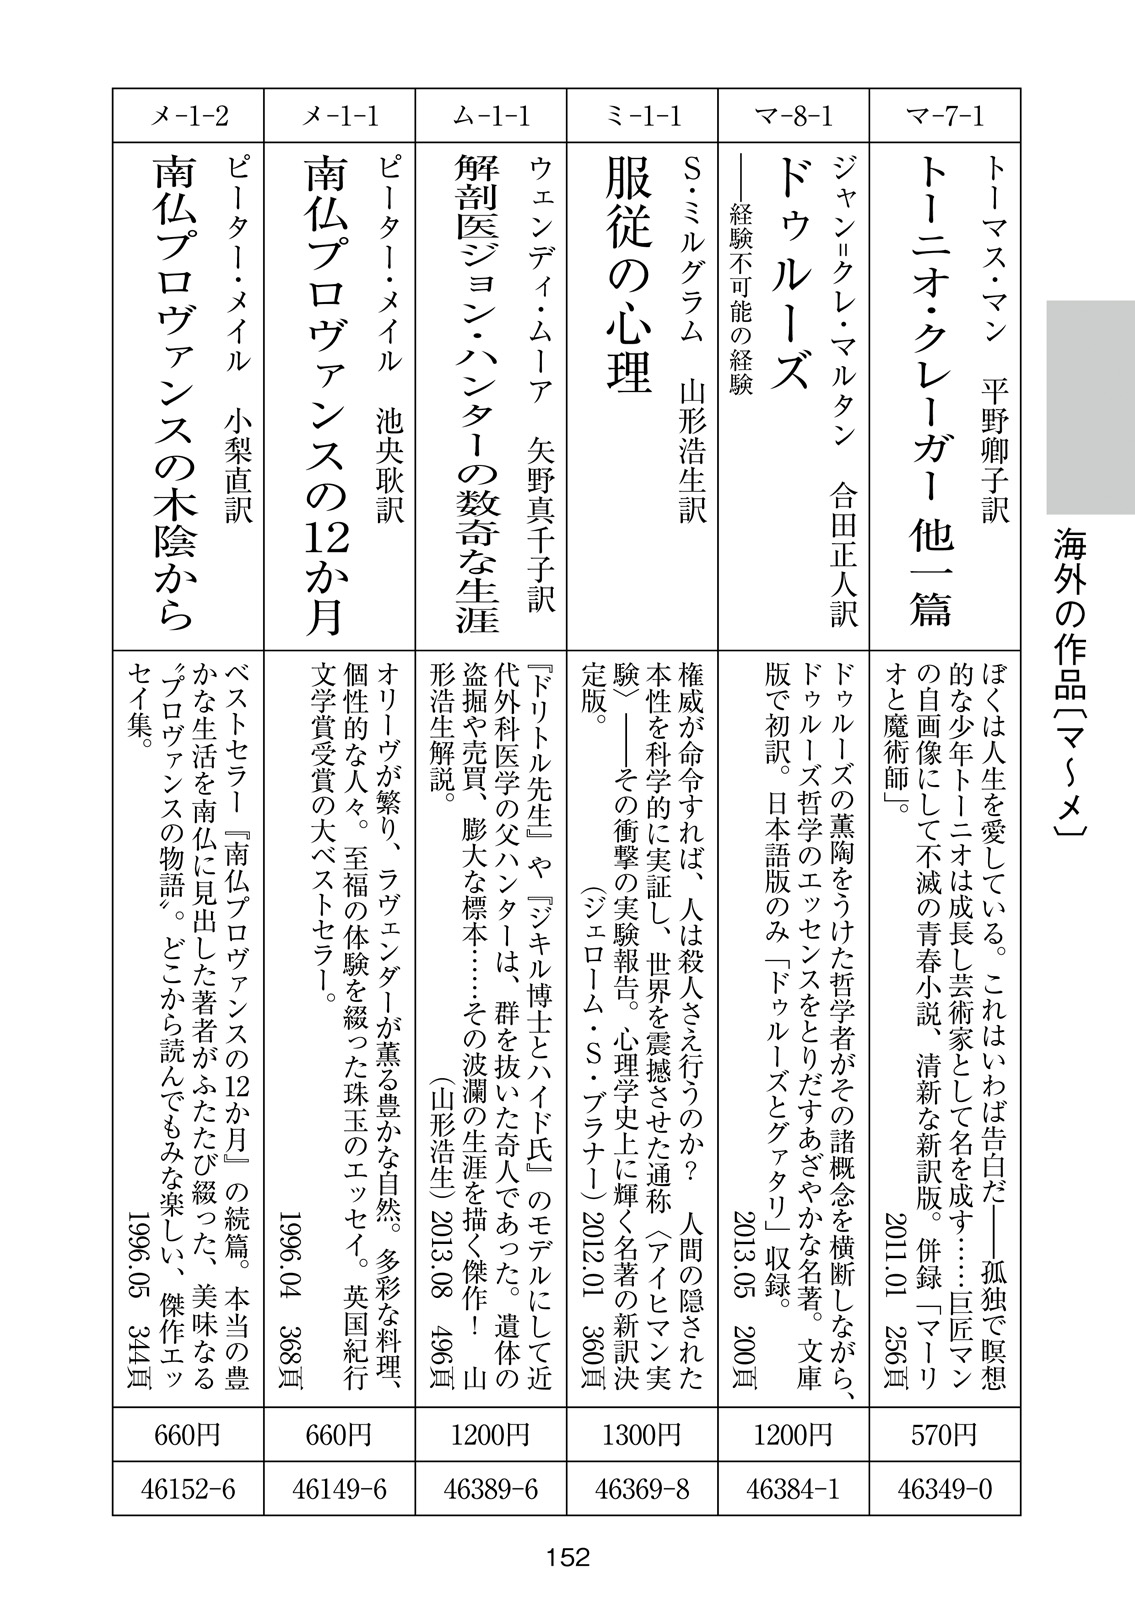 海外の作品〔マ～メ〕
マ-7-1
トーマス・マン　平野卿子訳
トーニオ・クレーガー 他一篇
ぼくは人生を愛している。これはいわば告白だ――孤独で瞑想
的な少年トーニオは成長し芸術家として名を成す……巨匠マン
の自画像にして不滅の青春小説、清新な新訳版。併録「マーリ
オと魔術師」。
2011.01　256頁
570円
46349-0
マ-8-1
ジャン=クレ・マルタン　合田正人訳
ドゥルーズ
――経験不可能の経験
ドゥルーズの薫陶をうけた哲学者がその諸概念を横断しながら、
ドゥルーズ哲学のエッセンスをとりだすあざやかな名著。文庫
版で初訳。日本語版のみ「ドゥルーズとグァタリ」収録。
2013.05　200頁
1200円
46384-1
ミ-1-1
S・ミルグラム　山形浩生訳
服従の心理
権威が命令すれば、人は殺人さえ行うのか？　人間の隠された
本性を科学的に実証し、世界を震撼させた通称〈アイヒマン実
験〉――その衝撃の実験報告。心理学史上に輝く名著の新訳決
定版。
（ジェローム・S・ブラナー）2012.01　360頁
1300円
46369-8
ム-1-1
ウェンディ・ムーア　矢野真千子訳
解剖医ジョン・ハンターの数奇な生涯
『ドリトル先生』や『ジキル博士とハイド氏』のモデルにして近
代外科医学の父ハンターは、群を抜いた奇人であった。遺体の
盗掘や売買、膨大な標本……その波瀾の生涯を描く傑作！　山
形浩生解説。
（山形浩生）2013.08　496頁
1200円
46389-6
メ-1-1
ピーター・メイル　池央耿訳
南仏プロヴァンスの12か月
オリーヴが繁り、ラヴェンダーが薫る豊かな自然。多彩な料理、
個性的な人々。至福の体験を綴った珠玉のエッセイ。英国紀行
文学賞受賞の大ベストセラー。
1996.04　368頁
660円
46149-6
メ-1-2
ピーター・メイル　小梨直訳
南仏プロヴァンスの木陰から
ベストセラー『南仏プロヴァンスの12か月』の続篇。本当の豊
かな生活を南仏に見出した著者がふたたび綴った、美味なる
〝プロヴァンスの物語〟。どこから読んでもみな楽しい、傑作エッ
セイ集。
1996.05　344頁
660円
46152-6
152